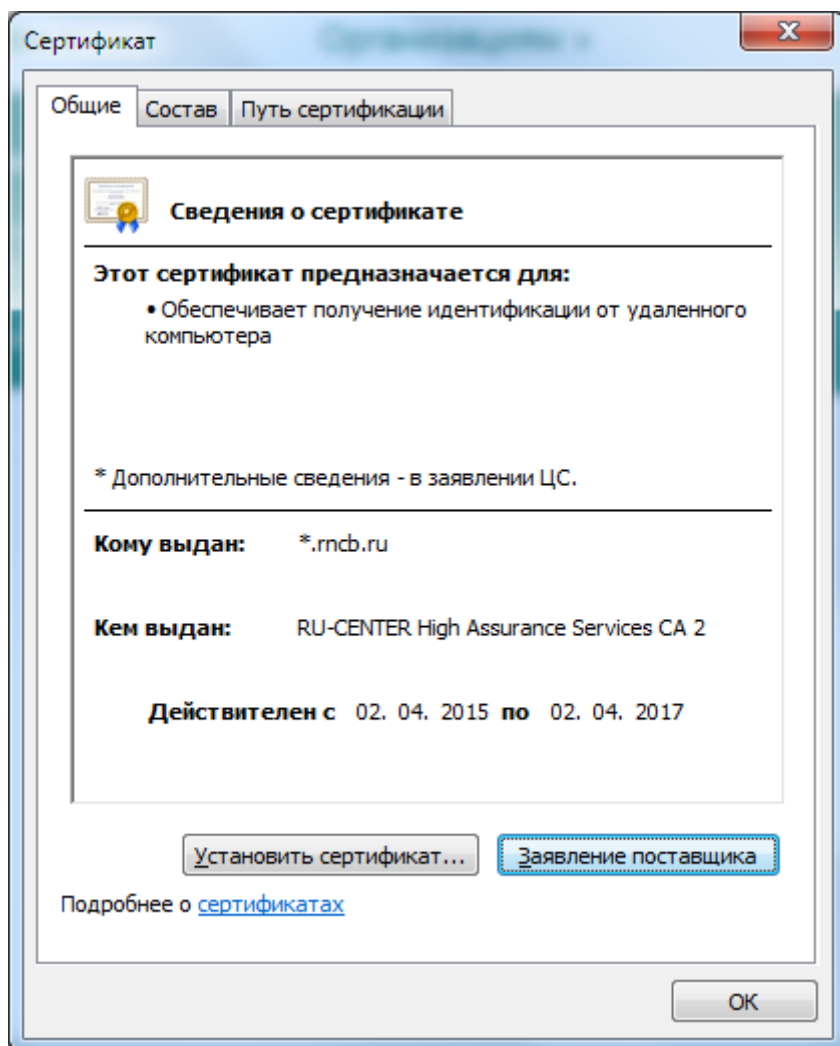 Сертификат
Общие
Состав
Путь сертификации
Сведения о сертификате
Этот сертификат предназначается для:
• Обеспечивает получение идентификации от удаленного
компьютера
* Дополнительные сведения - в заявлении ЦС.
Кому выдан: *.rncb.ru
Кем выдан: RU-CENTER High Assurance Services CA 2
Действителен с 02. 04. 2015 по 02. 04. 2017
Установить сертификат...
Заявление поставщика
Подробнее о сертификатах
ОК